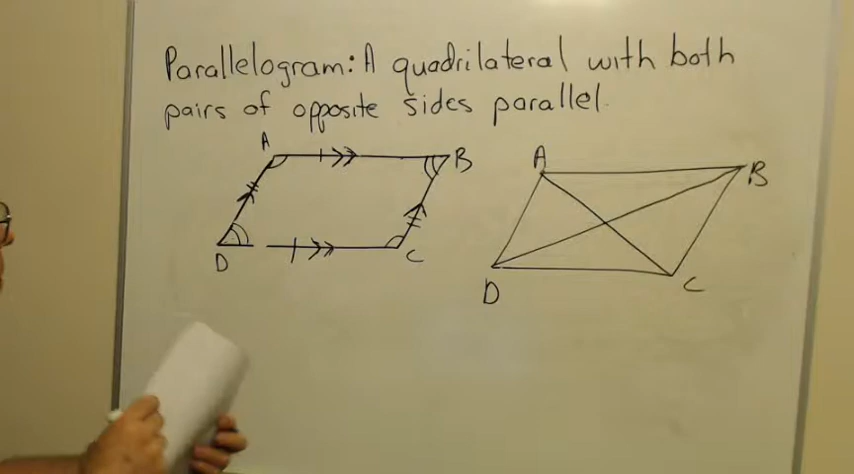 Parallelogram: A quadrilateral with both
pairs of opposite sides parallel.
A
B
D
C
A
B
D
C